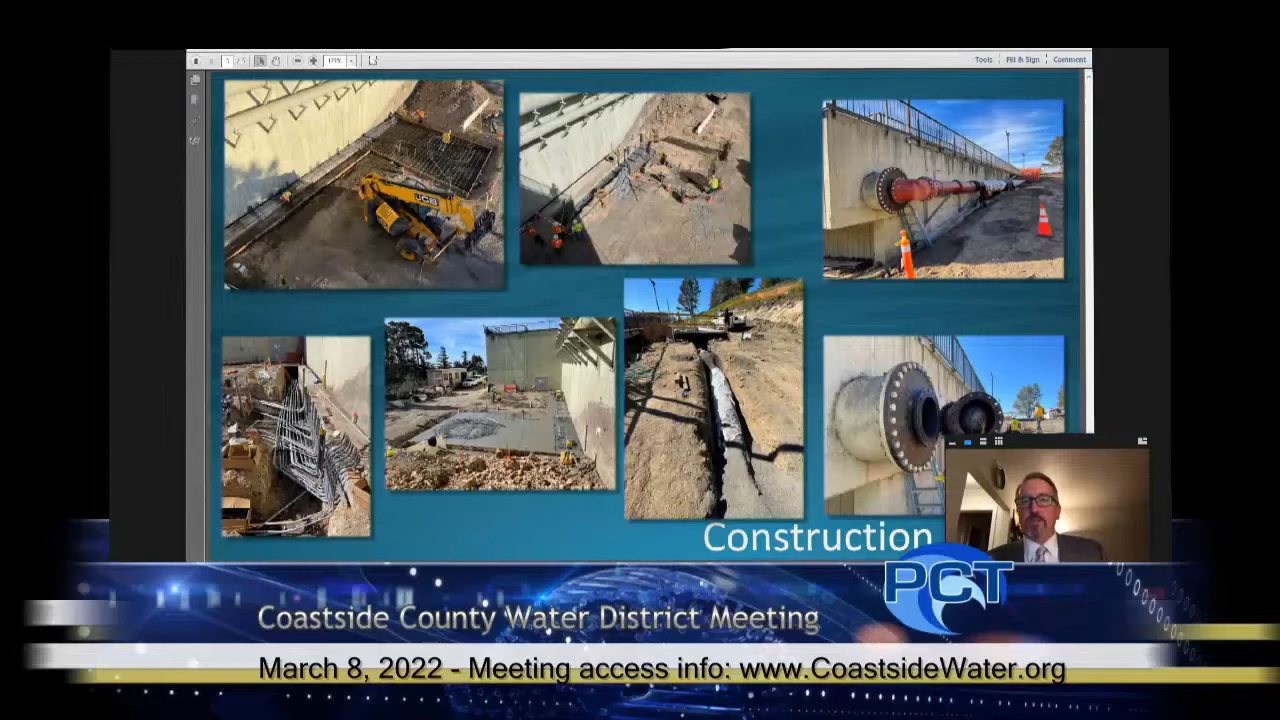 Tools
Fill & Sign
Comment
JCB
Construction
PCT
Coastside County Water District Meeting
March 8, 2022 - Meeting access info: www.CoastsideWater.org